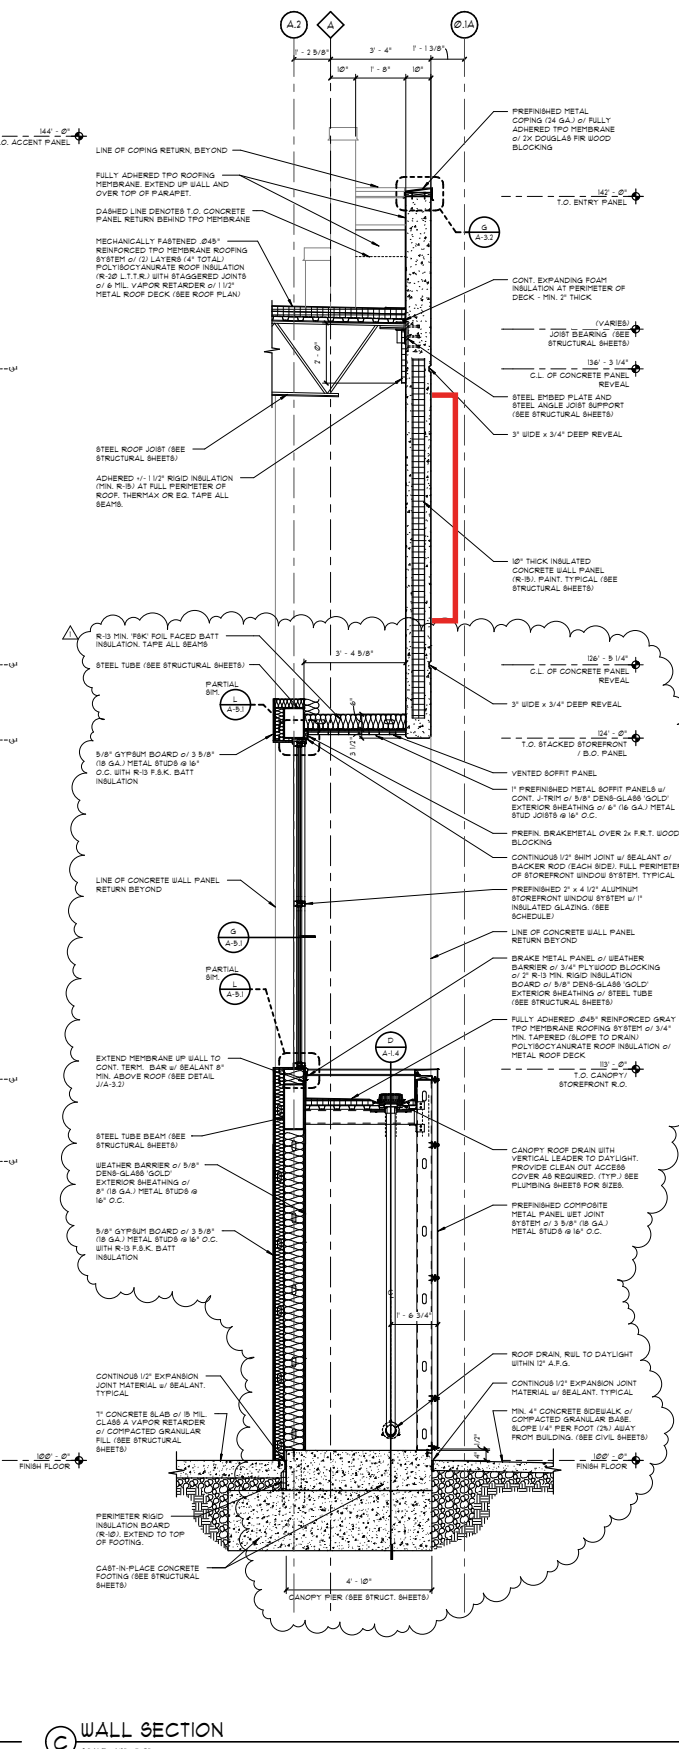 A.2
A
Ø.1A
1' - 2 5/8"
3' - 4"
1' - 1 3/8"
10"
1' - 8"
10"
144' - Ø"
T.O. ACCENT PANEL
LINE OF COPING RETURN, BEYOND
FULLY ADHERED TPO ROOFING
MEMBRANE. EXTEND UP WALL AND
OVER TOP OF PARAPET.
DASHED LINE DENOTES T.O. CONCRETE
PANEL RETURN BEHIND TPO MEMBRANE
MECHANICALLY FASTENED .Ø45"
REINFORCED TPO MEMBRANE ROOFING
SYSTEM o/ (2) LAYERS (4" TOTAL)
POLYISOCYANURATE ROOF INSULATION
(R-2Ø L.T.T.R.) WITH STAGGERED JOINTS
o/ 6 MIL. VAPOR RETARDER o/ 1 1/2"
METAL ROOF DECK (SEE ROOF PLAN)
PREFINISHED METAL
COPING (24 GA.) o/ FULLY
ADHERED TPO MEMBRANE
o/ 2X DOUGLAS FIR WOOD
BLOCKING
142' - Ø"
T.O. ENTRY PANEL
G
A-3.2
CONT. EXPANDING FOAM
INSULATION AT PERIMETER OF
DECK - MIN. 2" THICK
(VARIES)
JOIST BEARING (SEE
STRUCTURAL SHEETS)
136' - 3 1/4"
C.L. OF CONCRETE PANEL
REVEAL
2' - Ø"
STEEL EMBED PLATE AND
STEEL ANGLE JOIST SUPPORT
(SEE STRUCTURAL SHEETS)
3" WIDE x 3/4" DEEP REVEAL
STEEL ROOF JOIST (SEE
STRUCTURAL SHEETS)
ADHERED +/- 1 1/2" RIGID INSULATION
(MIN. R-15) AT FULL PERIMETER OF
ROOF. THERMAX OR EQ. TAPE ALL
SEAMS.
1Ø" THICK INSULATED
CONCRETE WALL PANEL
(R-15). PAINT. TYPICAL (SEE
STRUCTURAL SHEETS)
1
R-13 MIN. 'FSK' FOIL FACED BATT
INSULATION. TAPE ALL SEAMS
STEEL TUBE (SEE STRUCTURAL SHEETS)
3' - 4 5/8"
126' - 5 1/4"
C.L. OF CONCRETE PANEL
REVEAL
PARTIAL
SIM.
L
A-5.1
6"
3 1/2"
3" WIDE x 3/4" DEEP REVEAL
124' - Ø"
T.O. STACKED STOREFRONT
/ B.O. PANEL
5/8" GYPSUM BOARD o/ 3 5/8"
(18 GA.) METAL STUDS @ 16"
O.C. WITH R-13 F.S.K. BATT
INSULATION
VENTED SOFFIT PANEL
1" PREFINISHED METAL SOFFIT PANELS w/
CONT. J-TRIM o/ 5/8" DENS-GLASS 'GOLD'
EXTERIOR SHEATHING o/ 6" (16 GA.) METAL
STUD JOISTS @ 16" O.C.
PREFIN. BRAKEMETAL OVER 2x F.R.T. WOOD
BLOCKING
CONTINUOUS 1/2" SHIM JOINT w/ SEALANT o/
BACKER ROD (EACH SIDE). FULL PERIMETER
OF STOREFRONT WINDOW SYSTEM. TYPICAL
LINE OF CONCRETE WALL PANEL
RETURN BEYOND
PREFINISHED 2" x 4 1/2" ALUMINUM
STOREFRONT WINDOW SYSTEM w/ 1"
INSULATED GLAZING. (SEE
SCHEDULE)
G
A-5.1
LINE OF CONCRETE WALL PANEL
RETURN BEYOND
PARTIAL
SIM.
L
A-5.1
BRAKE METAL PANEL o/ WEATHER
BARRIER o/ 3/4" PLYWOOD BLOCKING
o/ 2" R-13 MIN. RIGID INSULATION
BOARD o/ 5/8" DENS-GLASS 'GOLD'
EXTERIOR SHEATHING o/ STEEL TUBE
(SEE STRUCTURAL SHEETS)
D
A-1.4
FULLY ADHERED .Ø45" REINFORCED GRAY
TPO MEMBRANE ROOFING SYSTEM o/ 3/4"
MIN. TAPERED (SLOPE TO DRAIN)
POLYISOCYANURATE ROOF INSULATION o/
METAL ROOF DECK
EXTEND MEMBRANE UP WALL TO
CONT. TERM. BAR w/ SEALANT 8"
MIN. ABOVE ROOF (SEE DETAIL
J/A-3.2)
113' - Ø"
T.O. CANOPY/
STOREFRONT R.O.
STEEL TUBE BEAM (SEE
STRUCTURAL SHEETS)
WEATHER BARRIER o/ 5/8"
DENS-GLASS 'GOLD'
EXTERIOR SHEATHING o/
8" (18 GA.) METAL STUDS @
16" O.C.
CANOPY ROOF DRAIN WITH
VERTICAL LEADER TO DAYLIGHT.
PROVIDE CLEAN OUT ACCESS
COVER AS REQUIRED. (TYP.) SEE
PLUMBING SHEETS FOR SIZES.
5/8" GYPSUM BOARD o/ 3 5/8"
(18 GA.) METAL STUDS @ 16" O.C.
WITH R-13 F.S.K. BATT
INSULATION
PREFINISHED COMPOSITE
METAL PANEL WET JOINT
SYSTEM o/ 3 5/8" (18 GA.)
METAL STUDS @ 16" O.C.
1' - 6 3/4"
ROOF DRAIN, RWL TO DAYLIGHT
WITHIN 12" A.F.G.
CONTINOUS 1/2" EXPANSION
JOINT MATERIAL w/ SEALANT.
TYPICAL
CONTINOUS 1/2" EXPANSION JOINT
MATERIAL w/ SEALANT. TYPICAL
7" CONCRETE SLAB o/ 15 MIL.
CLASS A VAPOR RETARDER
o/ COMPACTED GRANULAR
FILL (SEE STRUCTURAL
SHEETS)
MIN. 4" CONCRETE SIDEWALK o/
COMPACTED GRANULAR BASE.
SLOPE 1/4" PER FOOT (2%) AWAY
FROM BUILDING. (SEE CIVIL SHEETS)
100' - Ø"
FINISH FLOOR
100' - Ø"
FINISH FLOOR
PERIMETER RIGID
INSULATION BOARD
(R-1Ø). EXTEND TO TOP
OF FOOTING.
CAST-IN-PLACE CONCRETE
FOOTING (SEE STRUCTURAL
SHEETS)
4' - 1Ø"
CANOPY PIER (SEE STRUCT. SHEETS)
C
WALL SECTION